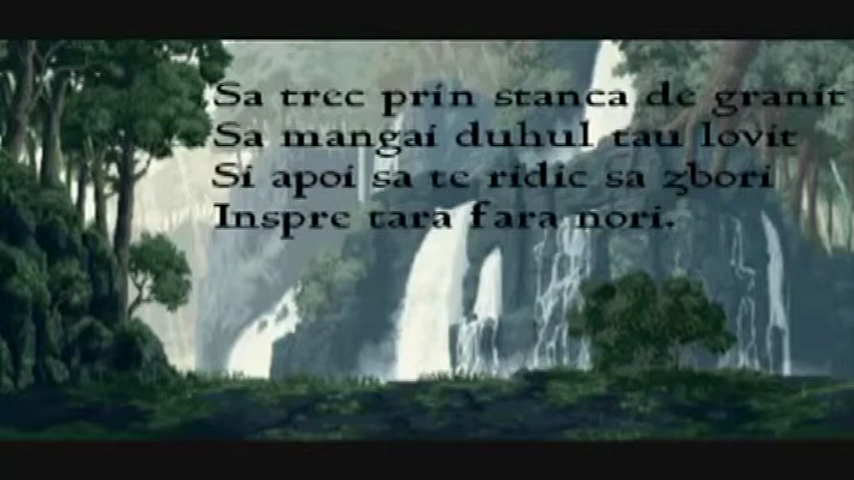 Sa trec prin stanca de granit
Sa mangai duhul tau lovit
Si apoi sa te ridic sa zbori
Inspre tara fara nori.